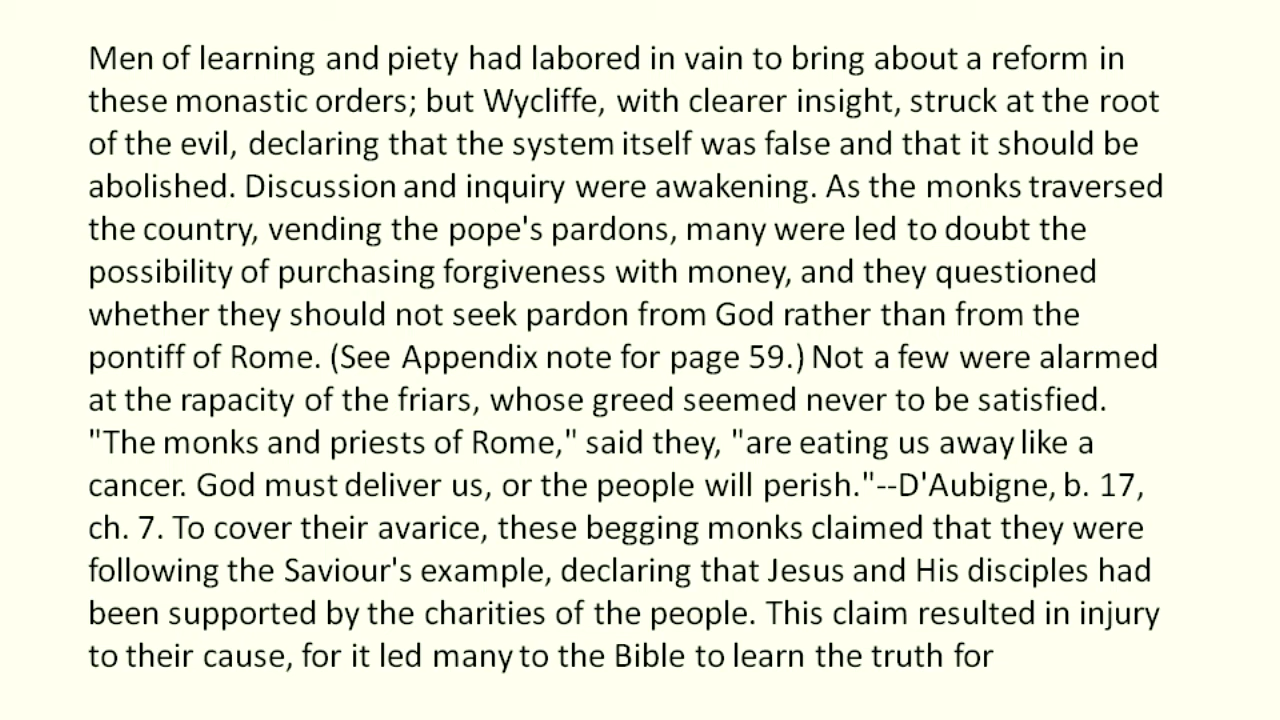 Men of learning and piety had labored in vain to bring about a reform in
these monastic orders; but Wycliffe, with clearer insight, struck at the root
of the evil, declaring that the system itself was false and that it should be
abolished. Discussion and inquiry were awakening. As the monks traversed
the country, vending the pope's pardons, many were led to doubt the
possibility of purchasing forgiveness with money, and they questioned
whether they should not seek pardon from God rather than from the
pontiff of Rome. (See Appendix note for page 59.) Not a few were alarmed
at the rapacity of the friars, whose greed seemed never to be satisfied.
"The monks and priests of Rome," said they, "are eating us away like a
cancer. God must deliver us, or the people will perish."--D'Aubigne, b. 17,
ch. 7. To cover their avarice, these begging monks claimed that they were
following the Saviour's example, declaring that Jesus and His disciples had
been supported by the charities of the people. This claim resulted in injury
to their cause, for it led many to the Bible to learn the truth for